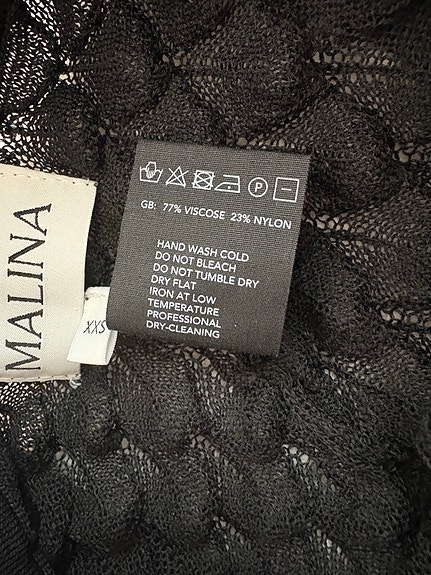 MALINA
XXS
P
GB: 77% VISCOSE 23% NYLON
HAND WASH COLD
DO NOT BLEACH
DO NOT TUMBLE DRY
DRY FLAT
IRON AT LOW
TEMPERATURE
PROFESSIONAL
DRY-CLEANING